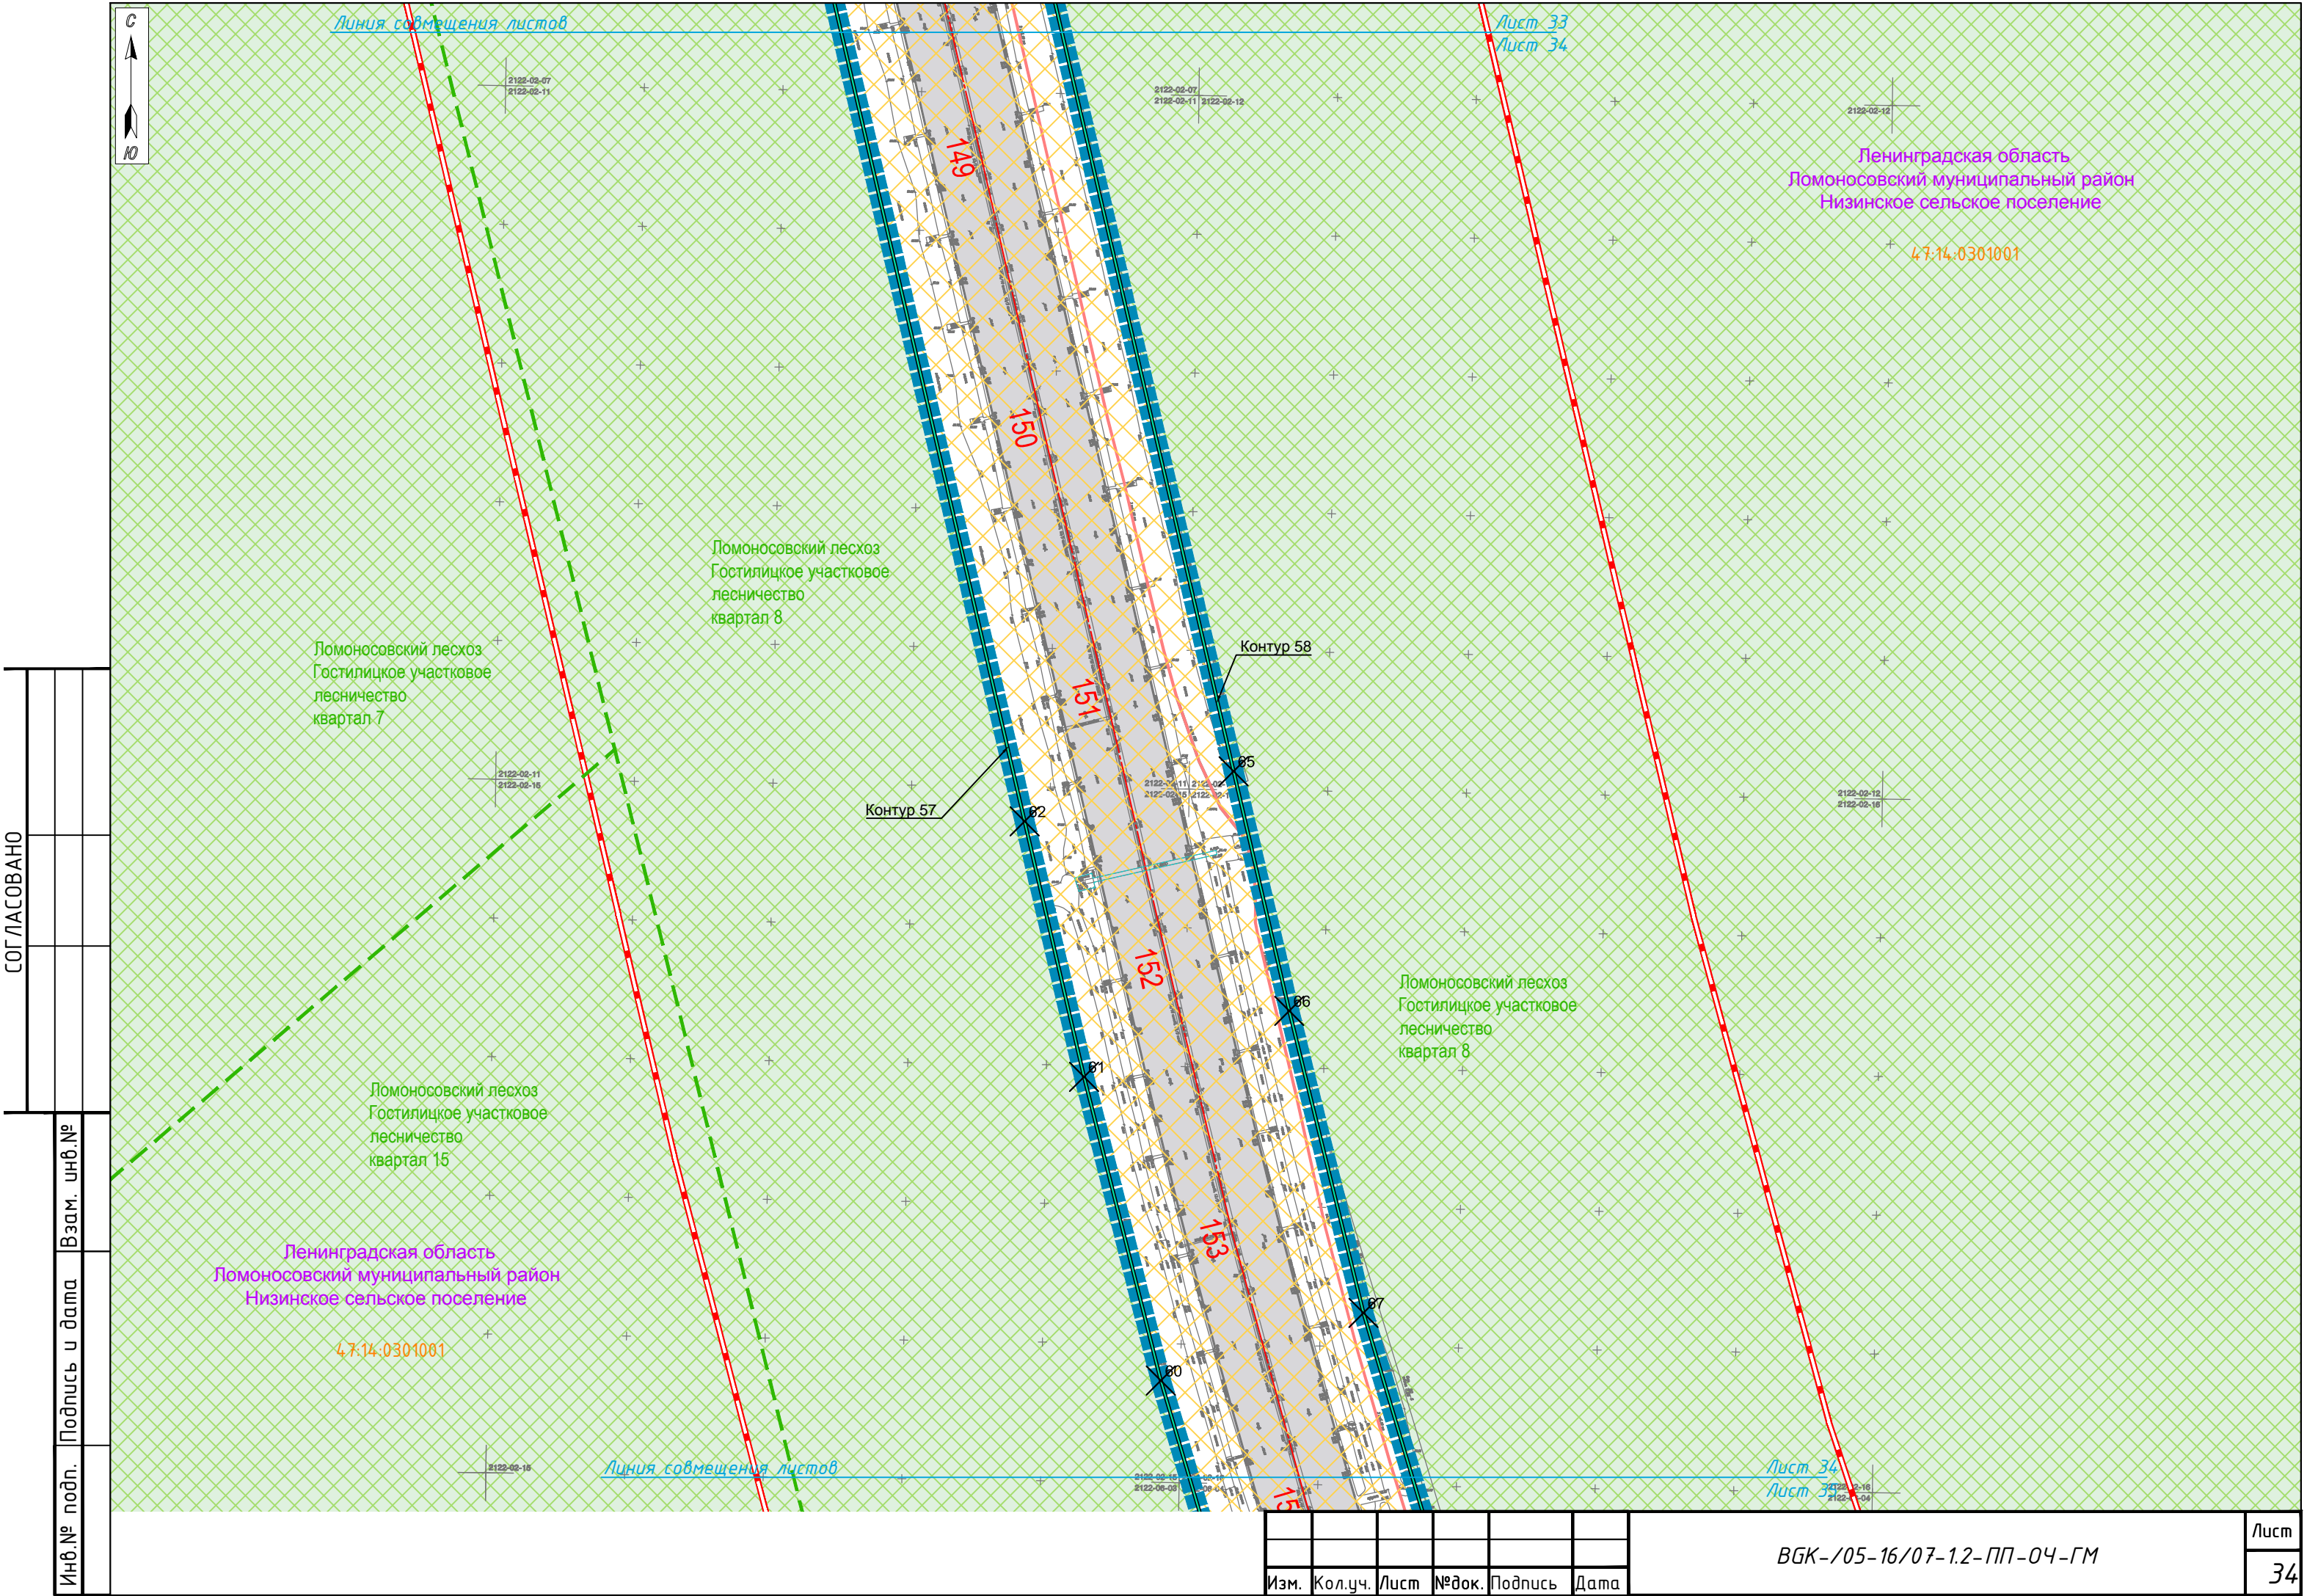 С
Ю
Линия совмещения листов
Лист 33
Лист 34
2122-02-07
2122-02-11
2122-02-07
2122-02-11 2122-02-12
2122-02-12
Ленинградская область
Ломоносовский муниципальный район
Низинское сельское поселение
47:14:0301001
149
150
Ломоносовский лесхоз
Гостилицкое участковое
лесничество
квартал 8
Ломоносовский лесхоз
Гостилицкое участковое
лесничество
квартал 7
Контур 58
151
65
2122-02-11
2122-02-15
2122-02-12
2122-02-16
Контур 57
62
152
Ломоносовский лесхоз
Гостилицкое участковое
лесничество
квартал 8
66
61
Ломоносовский лесхоз
Гостилицкое участковое
лесничество
квартал 15
153
Ленинградская область
Ломоносовский муниципальный район
Низинское сельское поселение
47:14:0301001
67
60
2122-02-15
Линия совмещения листов
Лист 34
Лист
СОГЛАСОВАНО
Взам. инв.№
Подпись и дата
Инв.№ подп.
Изм. Кол.уч. Лист №док. Подпись Дата
BGK-/05-16/07-1.2-ПП-ОЧ-ГМ
Лист
34